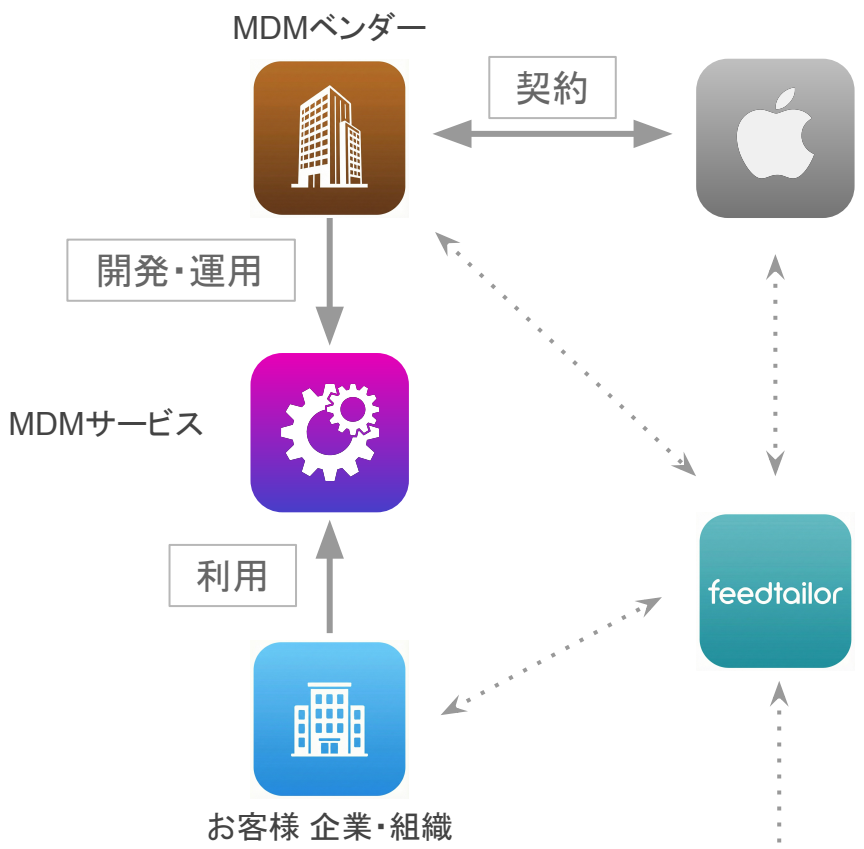 MDMベンダー
契約
開発・運用
MDMサービス
feedtailor
利用
お客様 企業・組織